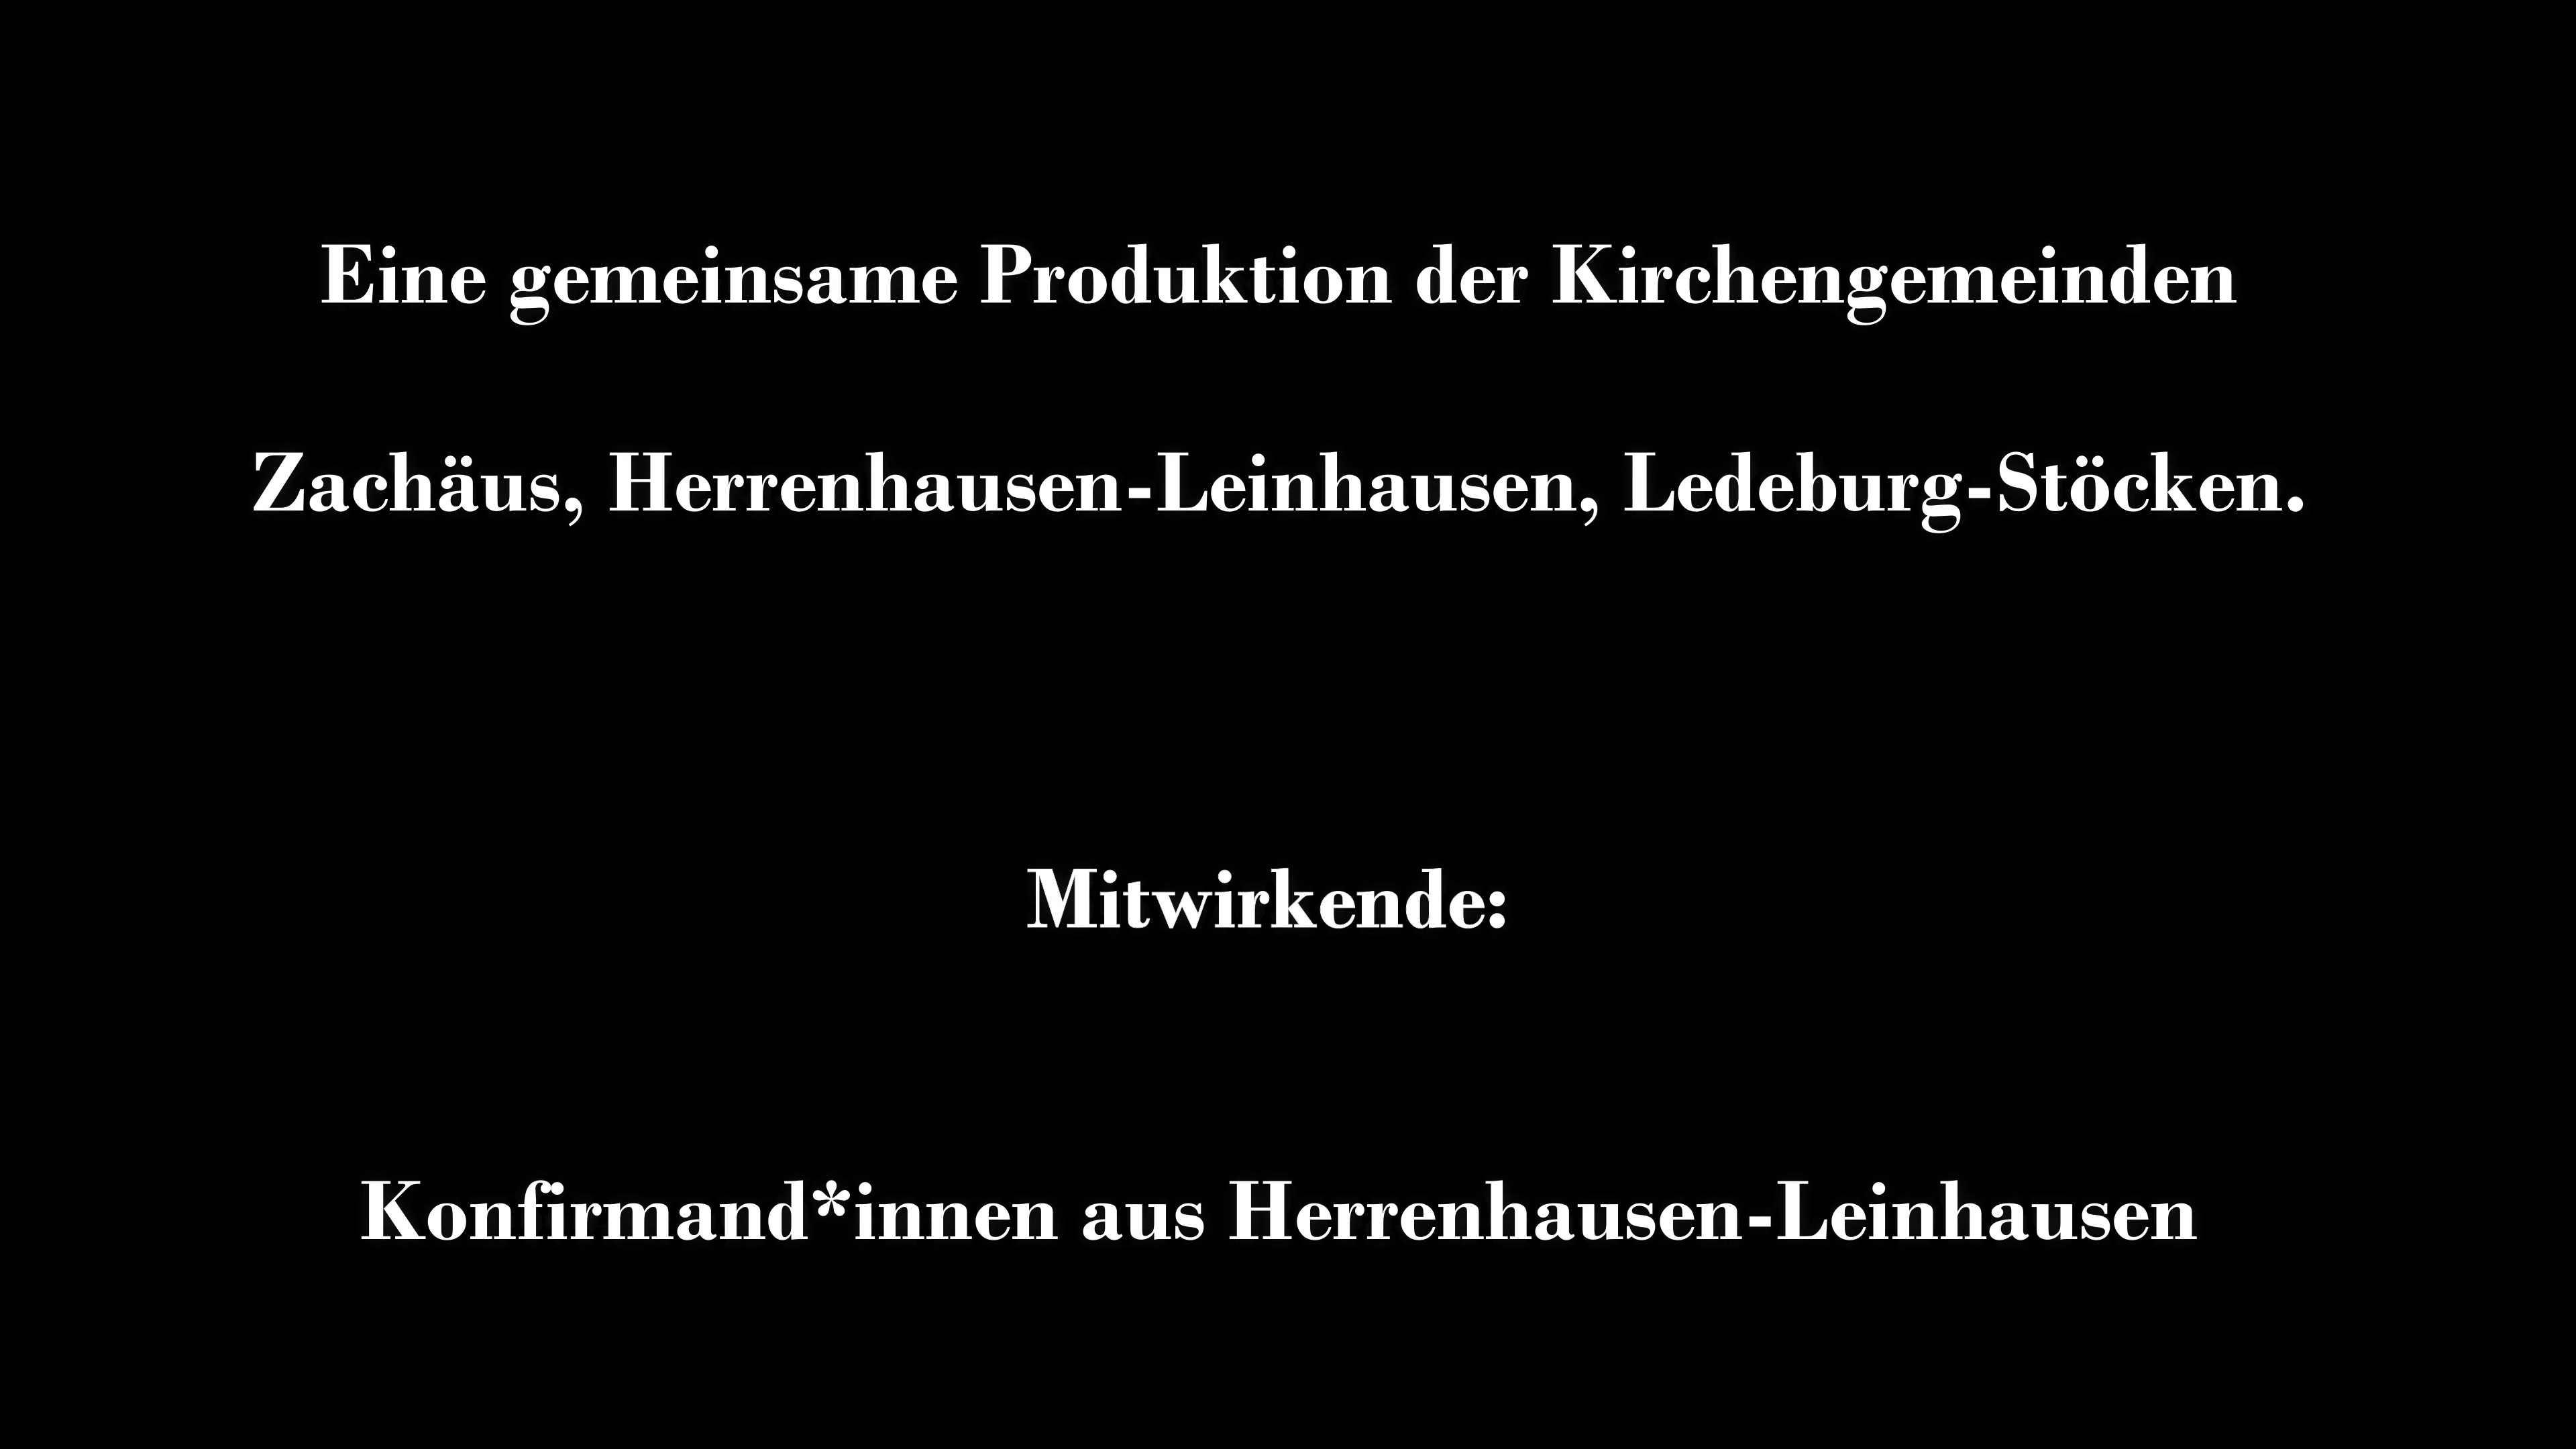 Eine gemeinsame Produktion der Kirchengemeinden
Zachäus, Herrenhausen-Leinhausen, Ledeburg-Stöcken.
Mitwirkende:
Konfirmand*innen aus Herrenhausen-Leinhausen